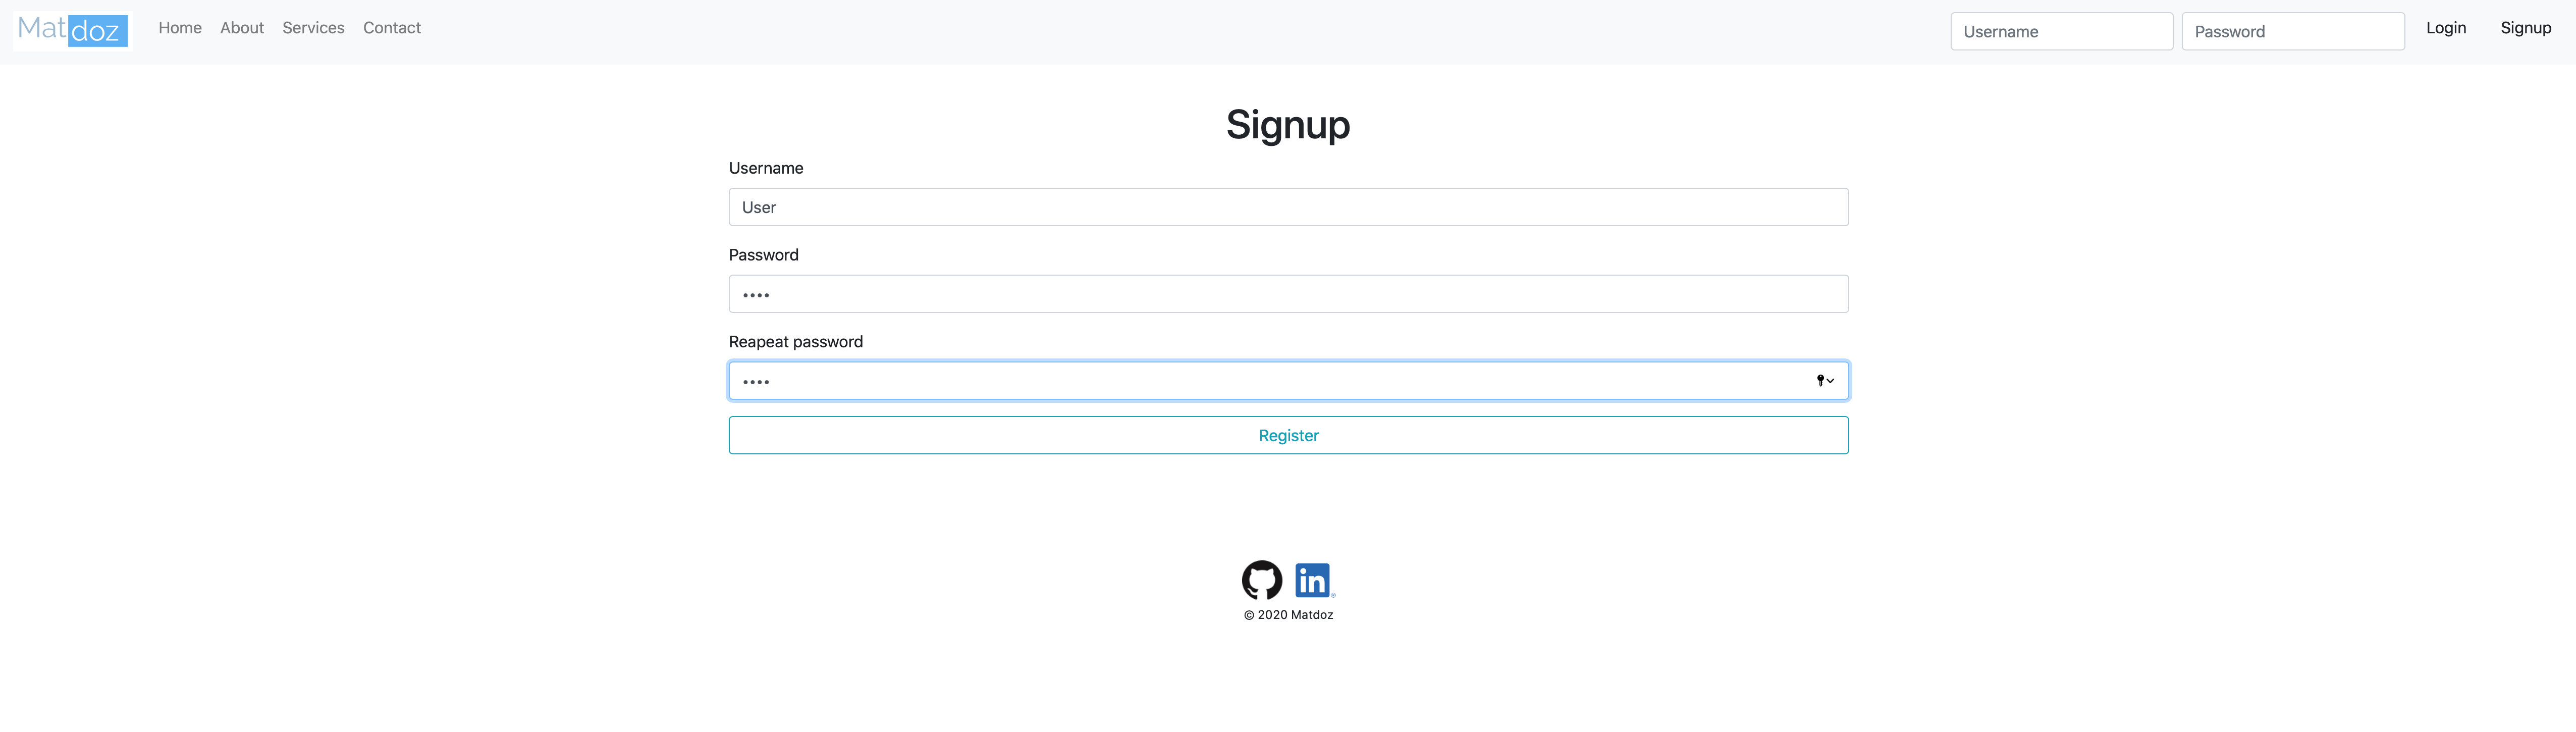 Matdoz Home About Services Contact Username Password Login Signup
Signup
Username
User
Password
••••
Reapeat password
••••
Register
in
© 2020 Matdoz